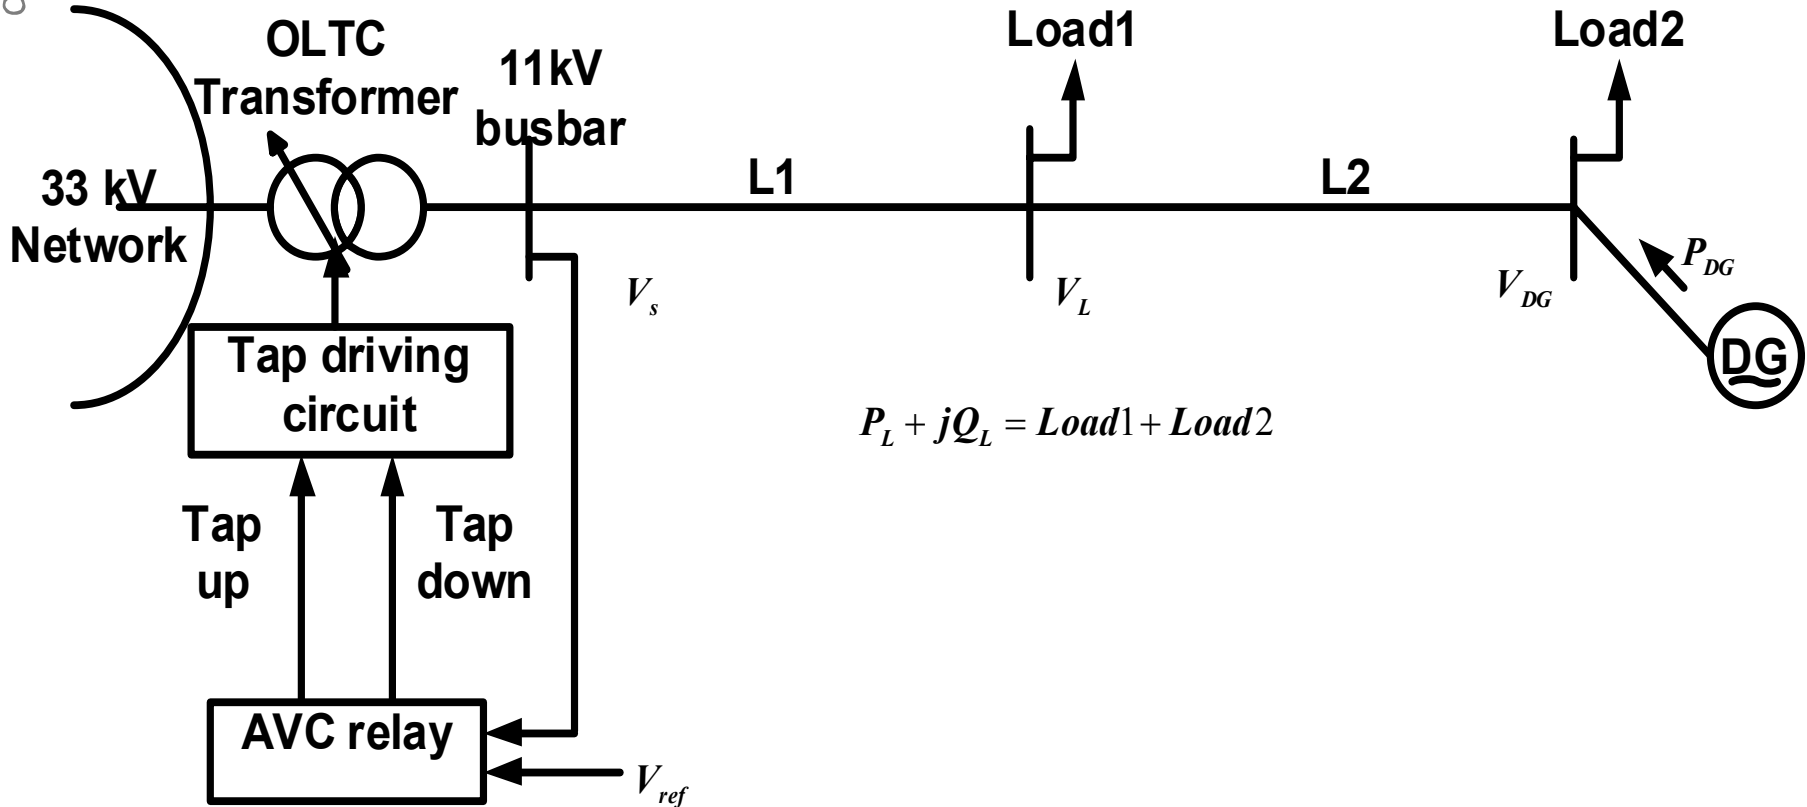 OLTC
Transformer
11kV
busbar
Load1
Load2
33 kV
Network
L1
L2
V_s
V_L
V_DG
P_DG
DG
Tap driving
circuit
P_L + jQ_L = Load1 + Load2
Tap
up
Tap
down
AVC relay
V_ref